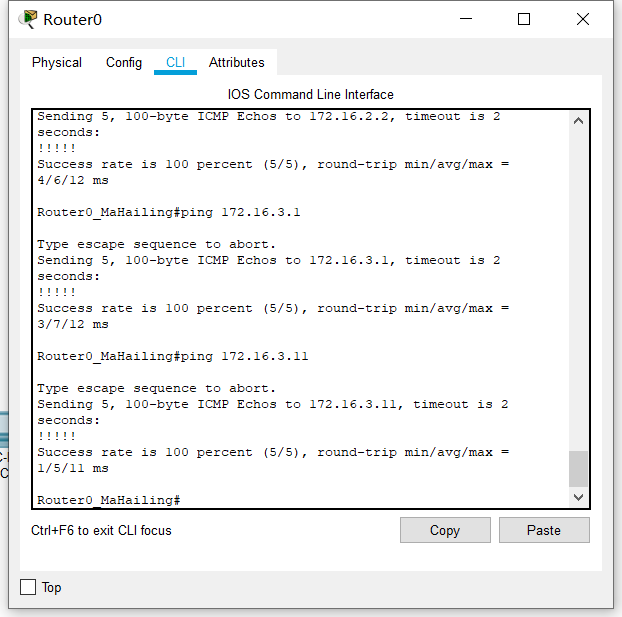 Router0
Physical Config CLI Attributes
IOS Command Line Interface
Sending 5, 100-byte ICMP Echos to 172.16.2.2, timeout is 2
seconds:
!!!!!
Success rate is 100 percent (5/5), round-trip min/avg/max =
4/6/12 ms
Router0_MaHailing#ping 172.16.3.1
Type escape sequence to abort.
Sending 5, 100-byte ICMP Echos to 172.16.3.1, timeout is 2
seconds:
!!!!!
Success rate is 100 percent (5/5), round-trip min/avg/max =
3/7/12 ms
Router0_MaHailing#ping 172.16.3.11
Type escape sequence to abort.
Sending 5, 100-byte ICMP Echos to 172.16.3.11, timeout is 2
seconds:
!!!!!
Success rate is 100 percent (5/5), round-trip min/avg/max =
1/5/11 ms
Router0_MaHailing#
Ctrl+F6 to exit CLI focus
Copy Paste
Top